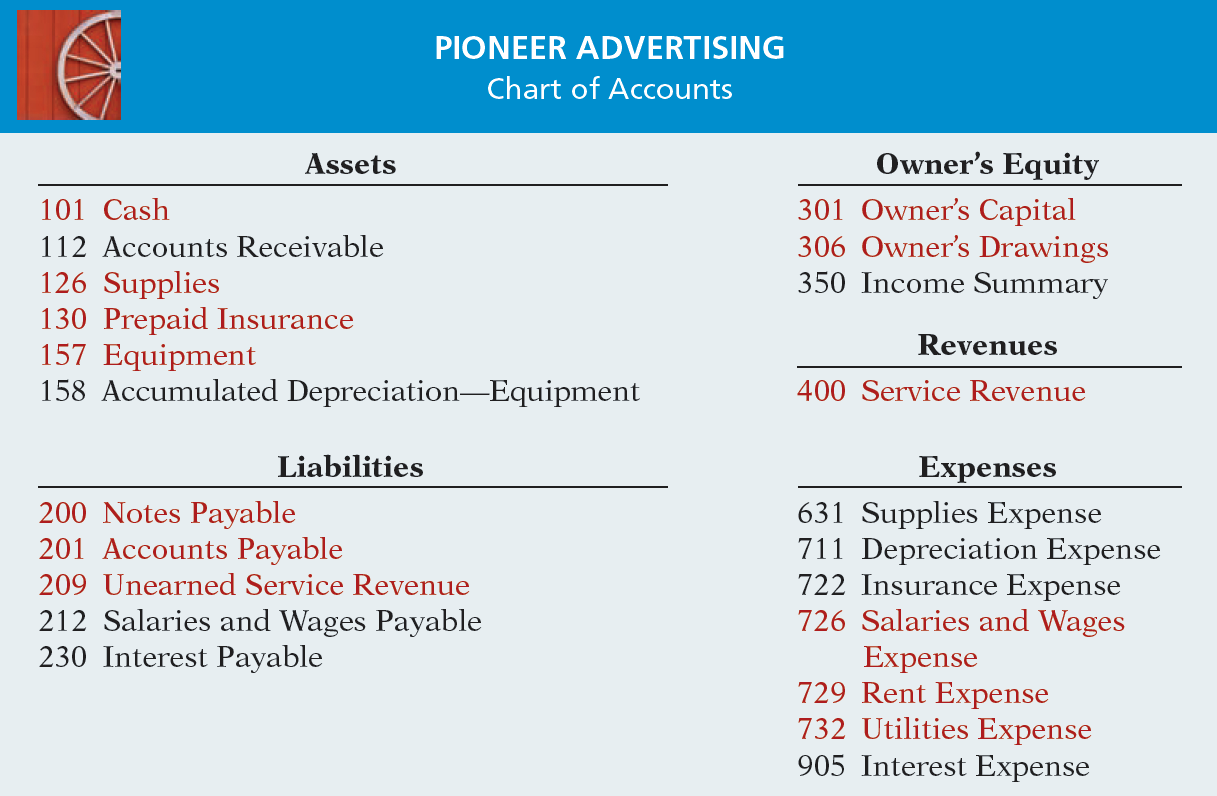 PIONEER ADVERTISING
Chart of Accounts
Assets
101 Cash
112 Accounts Receivable
126 Supplies
130 Prepaid Insurance
157 Equipment
158 Accumulated Depreciation—Equipment
Liabilities
200 Notes Payable
201 Accounts Payable
209 Unearned Service Revenue
212 Salaries and Wages Payable
230 Interest Payable
Owner’s Equity
301 Owner’s Capital
306 Owner’s Drawings
350 Income Summary
Revenues
400 Service Revenue
Expenses
631 Supplies Expense
711 Depreciation Expense
722 Insurance Expense
726 Salaries and Wages
Expense
729 Rent Expense
732 Utilities Expense
905 Interest Expense